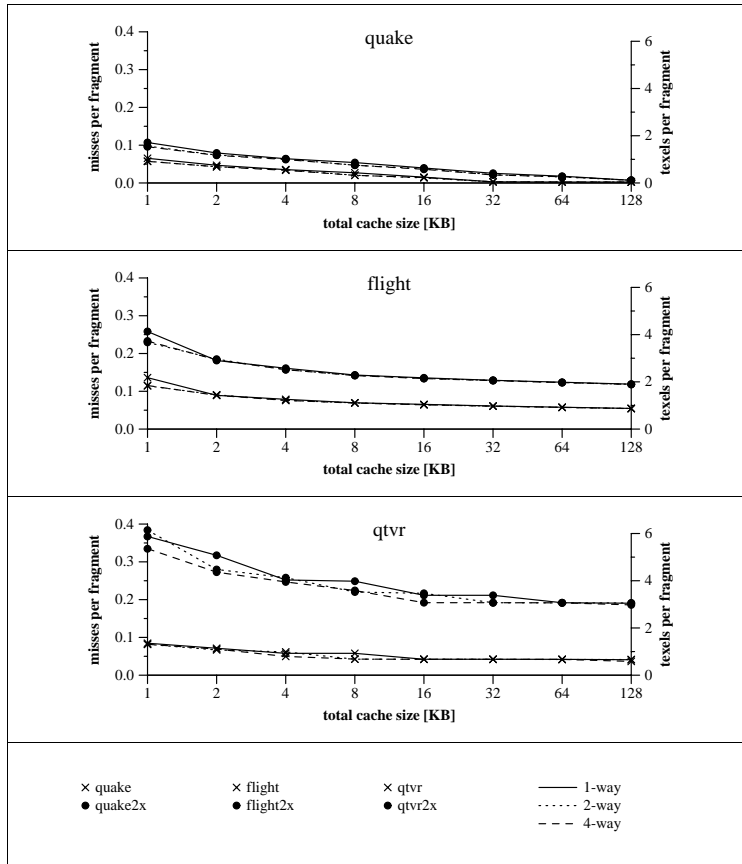 quake
0.4
0.3
0.2
0.1
0.0
misses per fragment
6
4
2
0
texels per fragment
1 2 4 8 16 32 64 128
total cache size [KB]
flight
0.4
0.3
0.2
0.1
0.0
misses per fragment
6
4
2
0
texels per fragment
1 2 4 8 16 32 64 128
total cache size [KB]
qtvr
0.4
0.3
0.2
0.1
0.0
misses per fragment
6
4
2
0
texels per fragment
1 2 4 8 16 32 64 128
total cache size [KB]
quake flight qtvr 1-way
quake2x flight2x qtvr2x 2-way
4-way